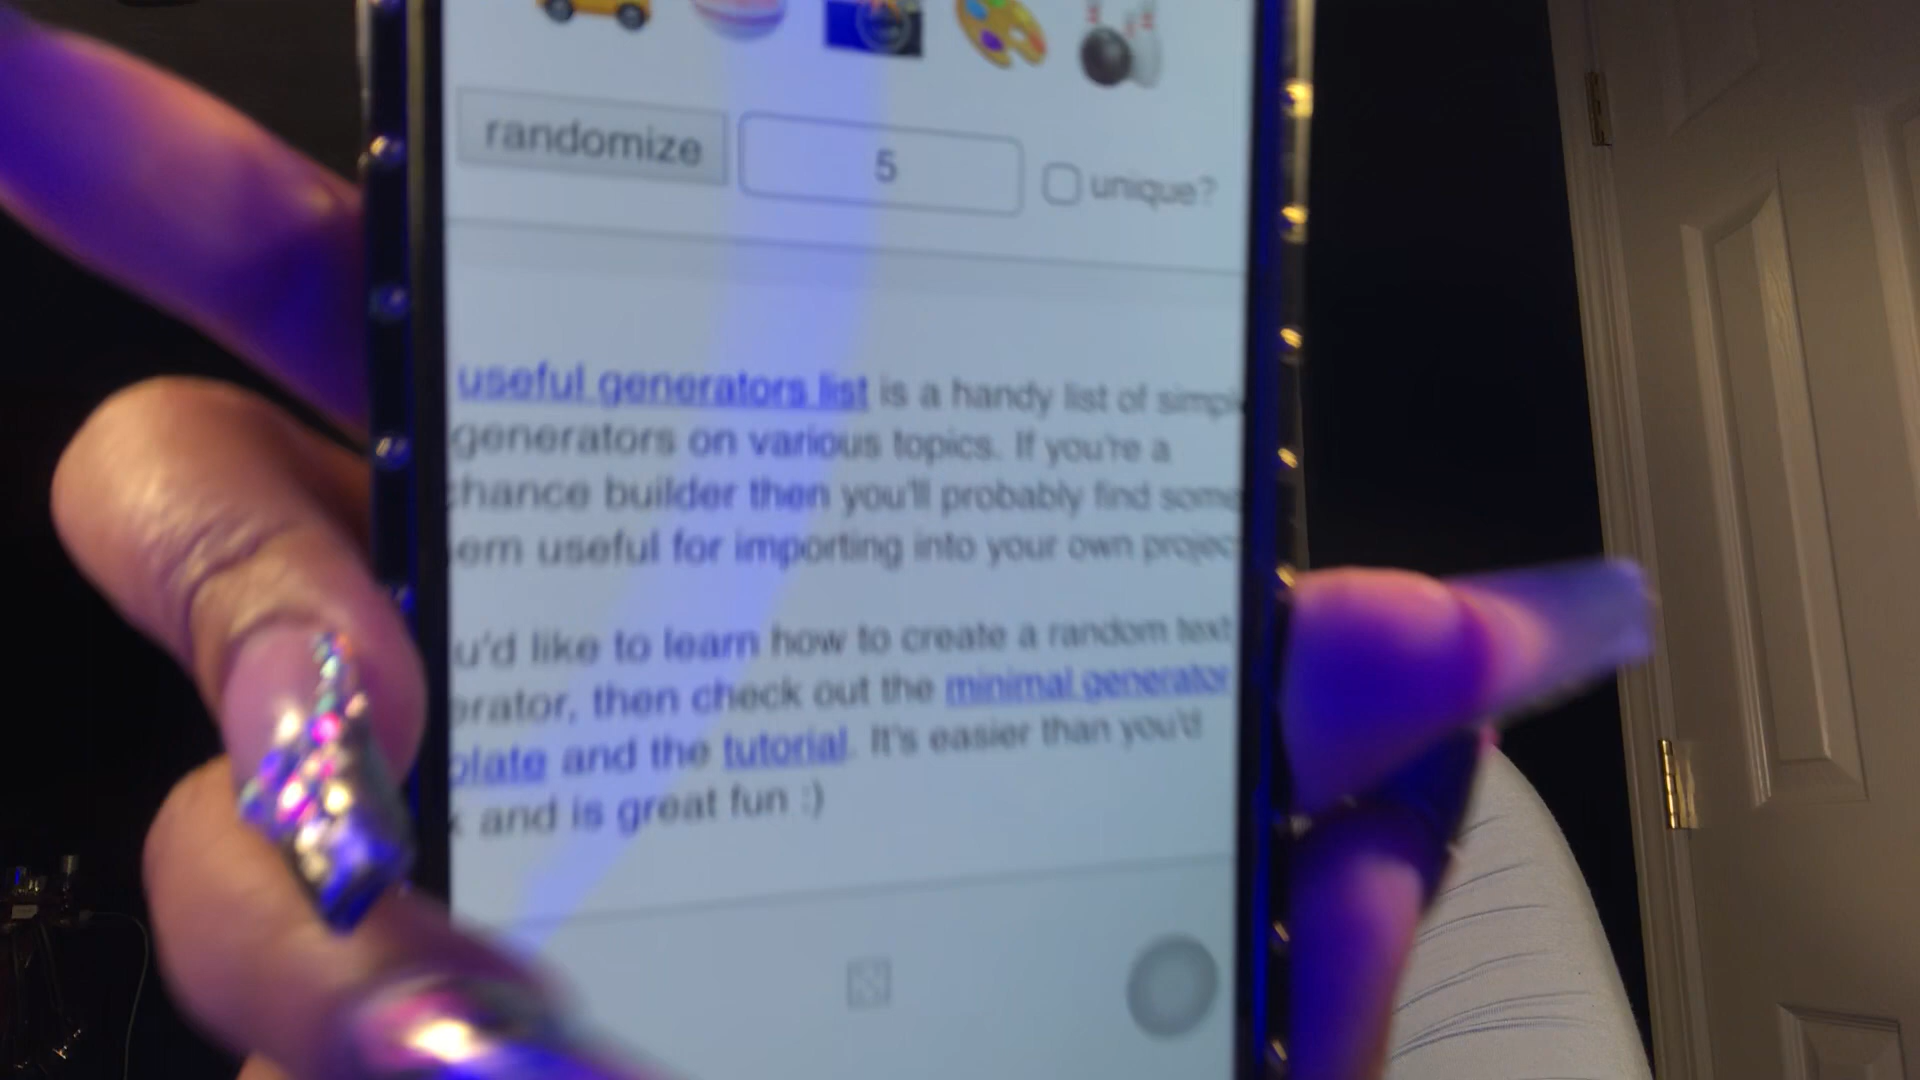 randomize 5 unique?
useful generators list is a handy list of simple
generators on various topics. If you're a
chance builder then you'll probably find some
em useful for importing into your own projec
u'd like to learn how to create a random text
erator, then check out the minimal generator
plate and the tutorial. It's easier than you'd
k and is great fun :)